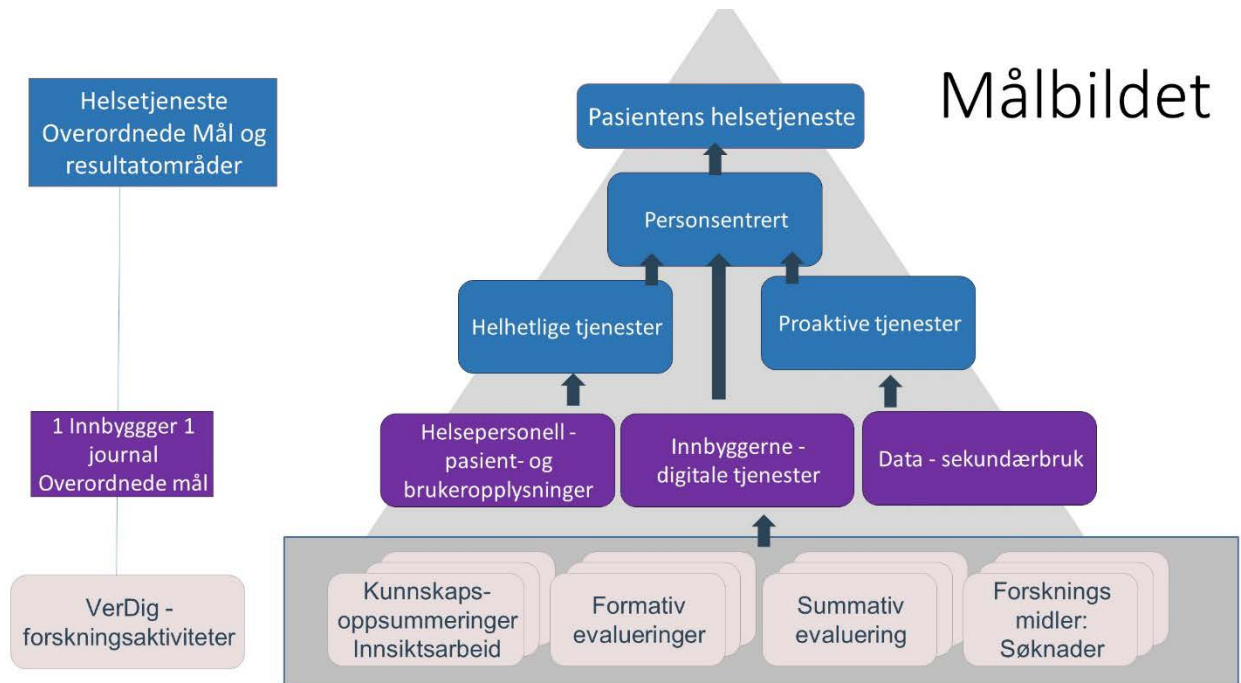 Målbildet
Helsetjeneste
Overordnede Mål og
resultatområder
Pasientens helsetjeneste
Personsentrert
Helhetlige tjenester
Proaktive tjenester
1 Innbyggger 1
journal
Overordnede mål
Helsepersonell -
pasient- og
brukeropplysninger
Innbyggerne -
digitale tjenester
Data - sekundærbruk
VerDig -
forskningsaktiviteter
Kunnskaps-
oppsummeringer
Innsiktsarbeid
Formativ
evalueringer
Summativ
evaluering
Forsknings
midler:
Søknader